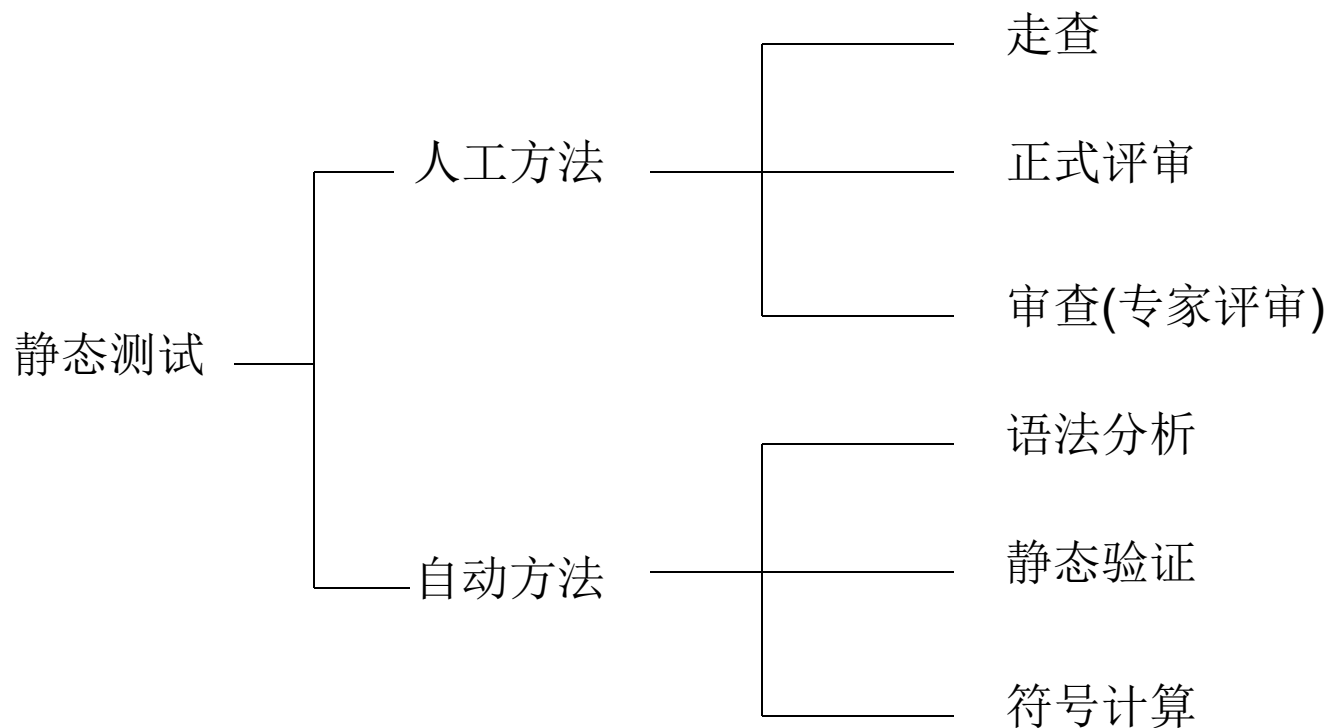 静态测试
人工方法
走查
正式评审
审查(专家评审)
自动方法
语法分析
静态验证
符号计算